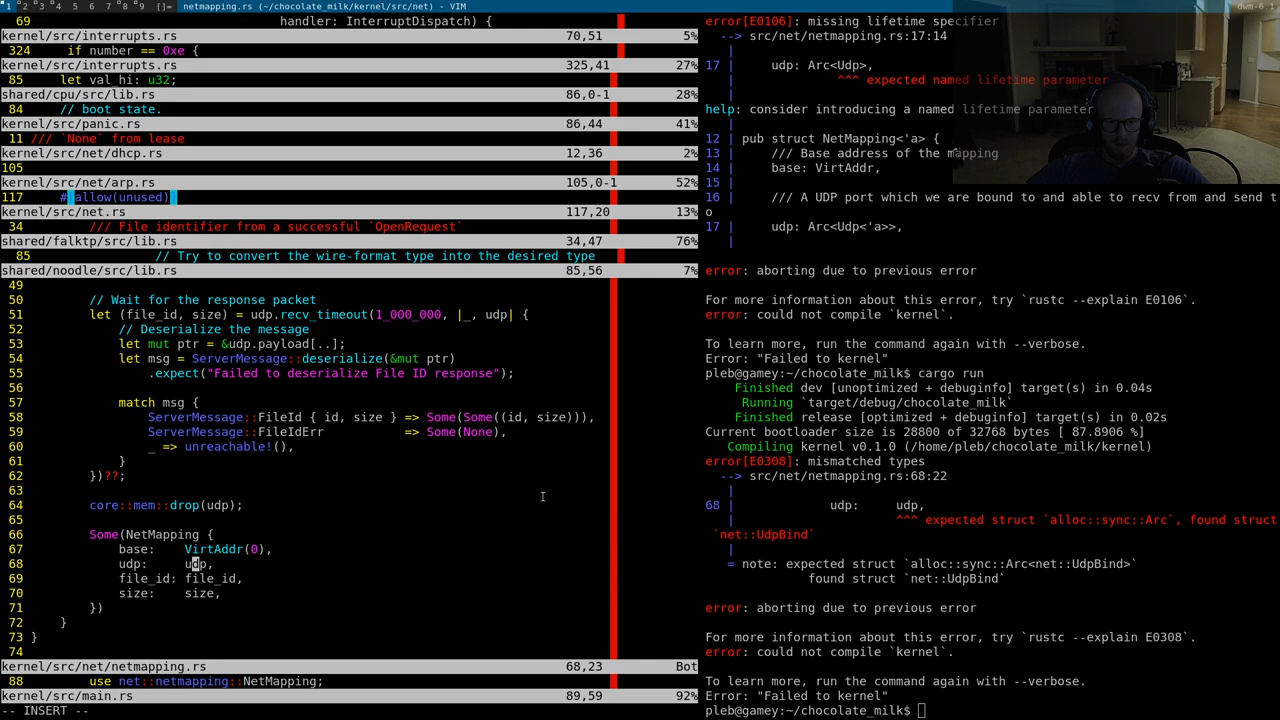 1 2 3 4 5 6 7 8 9 []= netmapping.rs (~/chocolate_milk/kernel/src/net) - VIM dwm-6.1
69 handler: InterruptDispatch) {
kernel/src/interrupts.rs 70,51 5%
324 if number == 0xe {
kernel/src/interrupts.rs 325,41 27%
85 let val_hi: u32;
shared/cpu/src/lib.rs 86,0-1 28%
84 // boot state.
kernel/src/panic.rs 86,44 41%
11 /// `None` from lease
kernel/src/net/dhcp.rs 12,36 2%
105
kernel/src/net/arp.rs 105,0-1 52%
117 #[allow(unused)]
kernel/src/net.rs 117,20 13%
34 /// File identifier from a successful `OpenRequest`
shared/falktp/src/lib.rs 34,47 76%
85 // Try to convert the wire-format type into the desired type
shared/noodle/src/lib.rs 85,56 7%
49
50 // Wait for the response packet
51 let (file_id, size) = udp.recv_timeout(1_000_000, |_, udp| {
52 // Deserialize the message
53 let mut ptr = &udp.payload[..];
54 let msg = ServerMessage::deserialize(&mut ptr)
55 .expect("Failed to deserialize File ID response");
56
57 match msg {
58 ServerMessage::FileId { id, size } => Some(Some((id, size))),
59 ServerMessage::FileIdErr => Some(None),
60 _ => unreachable!(),
61 }
62 })??;
63
64 core::mem::drop(udp);
65
66 Some(NetMapping {
67 base: VirtAddr(0),
68 udp: udp,
69 file_id: file_id,
70 size: size,
71 })
72 }
73 }
74
kernel/src/net/netmapping.rs 68,23 Bot
88 use net::netmapping::NetMapping;
kernel/src/main.rs 89,59 92%
-- INSERT --
error[E0106]: missing lifetime specifier
--> src/net/netmapping.rs:17:14
|
17 | udp: Arc<Udp>,
| ^^^ expected named lifetime parameter
|
help: consider introducing a named lifetime parameter
|
12 | pub struct NetMapping<'a> {
13 | /// Base address of the mapping
14 | base: VirtAddr,
15 |
16 | /// A UDP port which we are bound to and able to recv from and send t
o
17 | udp: Arc<Udp<'a>>,
|
error: aborting due to previous error
For more information about this error, try `rustc --explain E0106`.
error: could not compile `kernel`.
To learn more, run the command again with --verbose.
Error: "Failed to kernel"
pleb@gamey:~/chocolate_milk$ cargo run
Finished dev [unoptimized + debuginfo] target(s) in 0.04s
Running `target/debug/chocolate_milk`
Finished release [optimized + debuginfo] target(s) in 0.02s
Current bootloader size is 28800 of 32768 bytes [ 87.8906 %]
Compiling kernel v0.1.0 (/home/pleb/chocolate_milk/kernel)
error[E0308]: mismatched types
--> src/net/netmapping.rs:68:22
|
68 | udp: udp,
| ^^^ expected struct `alloc::sync::Arc`, found struct
`net::UdpBind`
|
= note: expected struct `alloc::sync::Arc<net::UdpBind>`
found struct `net::UdpBind`
error: aborting due to previous error
For more information about this error, try `rustc --explain E0308`.
error: could not compile `kernel`.
To learn more, run the command again with --verbose.
Error: "Failed to kernel"
pleb@gamey:~/chocolate_milk$